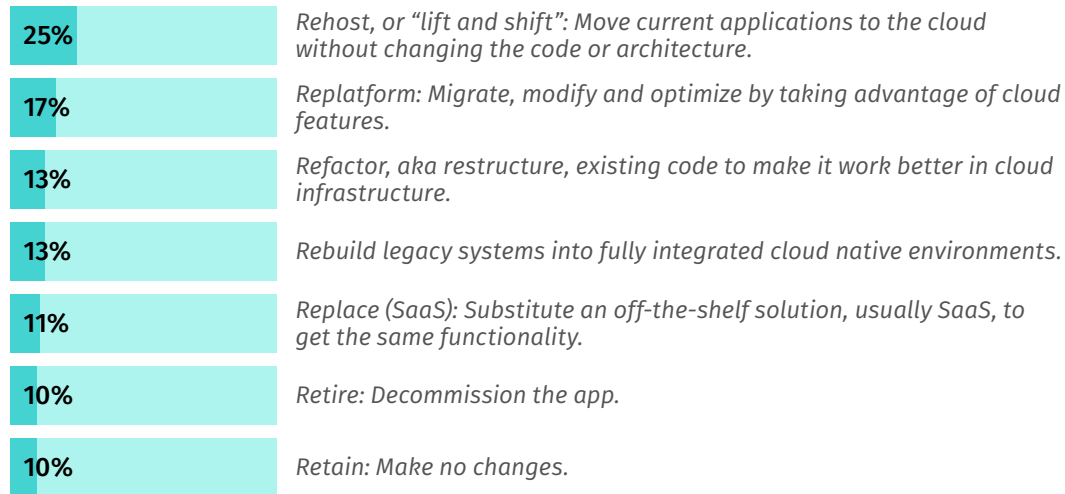 25%
Rehost, or “lift and shift”: Move current applications to the cloud
without changing the code or architecture.
17%
Replatform: Migrate, modify and optimize by taking advantage of cloud
features.
13%
Refactor, aka restructure, existing code to make it work better in cloud
infrastructure.
13%
Rebuild legacy systems into fully integrated cloud native environments.
11%
Replace (SaaS): Substitute an off-the-shelf solution, usually SaaS, to
get the same functionality.
10%
Retire: Decommission the app.
10%
Retain: Make no changes.